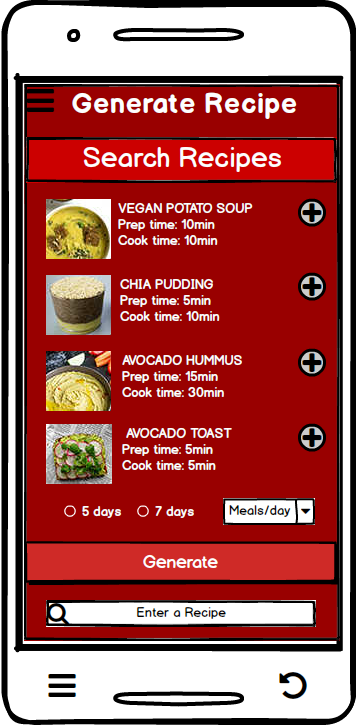 Generate Recipe
Search Recipes
VEGAN POTATO SOUP
Prep time: 10min
Cook time: 10min
CHIA PUDDING
Prep time: 5min
Cook time: 10min
AVOCADO HUMMUS
Prep time: 15min
Cook time: 30min
AVOCADO TOAST
Prep time: 5min
Cook time: 5min
5 days 7 days Meals/day
Generate
Enter a Recipe